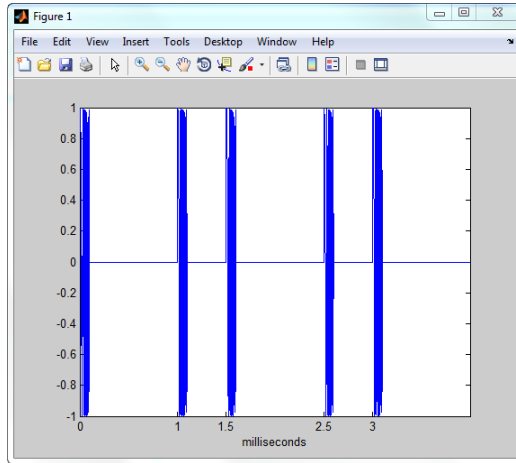 Figure 1
File Edit View Insert Tools Desktop Window Help
1
0.8
0.6
0.4
0.2
0
-0.2
-0.4
-0.6
-0.8
-1
0 1 1.5 2.5 3
milliseconds